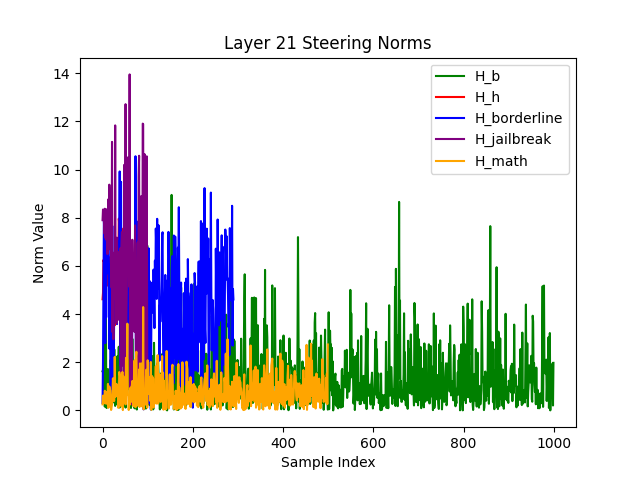 Layer 21 Steering Norms
H_b
H_h
H_borderline
H_jailbreak
H_math
Norm Value
14
12
10
8
6
4
2
0
0
200
400
600
800
1000
Sample Index